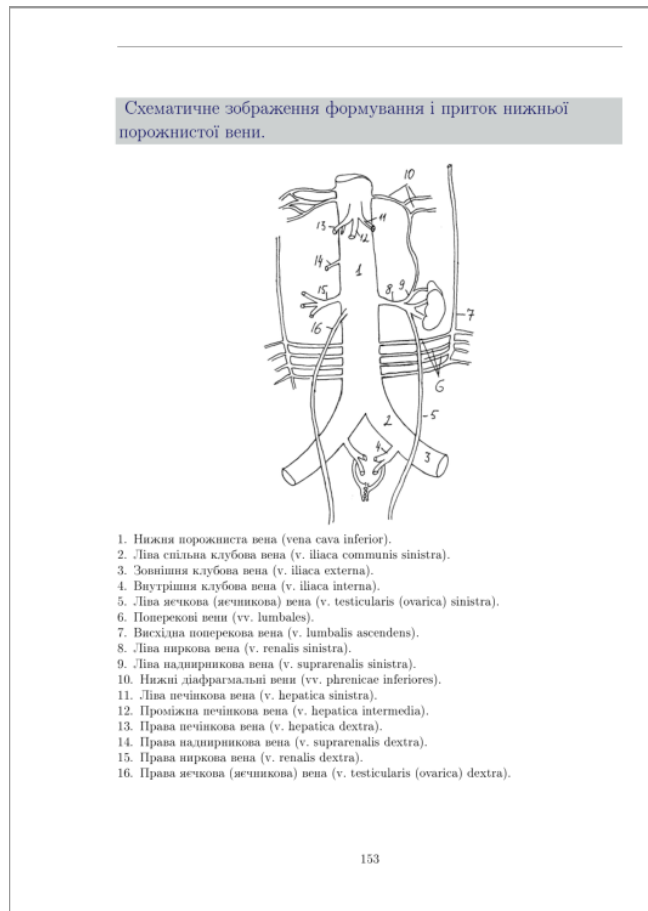 Схематичне зображення формування і приток нижньої
порожнистої вени.
10
13
11
12
14
1
15
8
9
16
7
6
2
5
4
3
1. Нижня порожниста вена (vena cava inferior).
2. Ліва спільна клубова вена (v. iliaca communis sinistra).
3. Зовнішня клубова вена (v. iliaca externa).
4. Внутрішня клубова вена (v. iliaca interna).
5. Ліва яєчкова (яєчникова) вена (v. testicularis (ovarica) sinistra).
6. Поперекові вени (vv. lumbales).
7. Висхідна поперекова вена (v. lumbalis ascendens).
8. Ліва ниркова вена (v. renalis sinistra).
9. Ліва наднирникова вена (v. suprarenalis sinistra).
10. Нижні діафрагмальні вени (vv. phrenicae inferiores).
11. Ліва печінкова вена (v. hepatica sinistra).
12. Проміжна печінкова вена (v. hepatica intermedia).
13. Права печінкова вена (v. hepatica dextra).
14. Права наднирникова вена (v. suprarenalis dextra).
15. Права ниркова вена (v. renalis dextra).
16. Права яєчкова (яєчникова) вена (v. testicularis (ovarica) dextra).
153